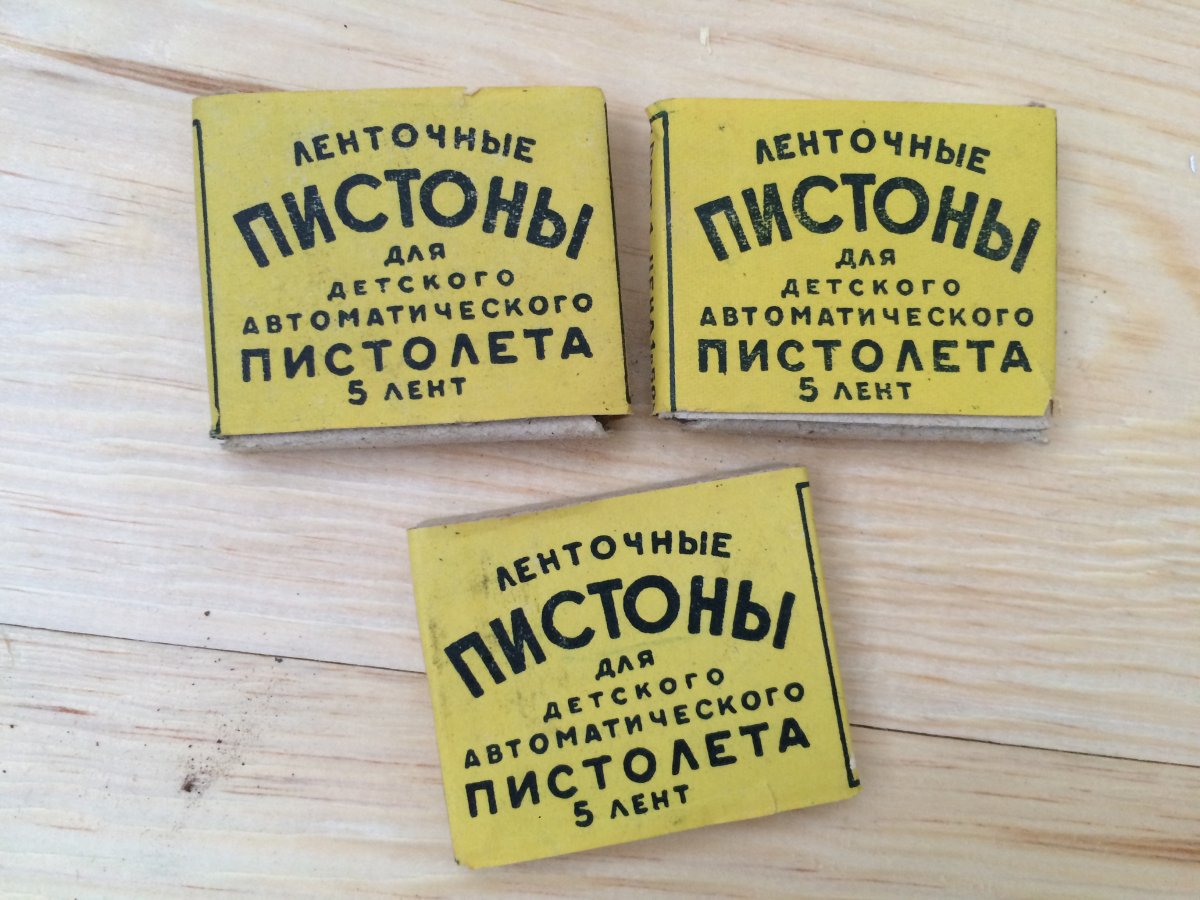 ЛЕНТОЧНЫЕ
ПИСТОНЫ
ДЛЯ
ДЕТСКОГО
АВТОМАТИЧЕСКОГО
ПИСТОЛЕТА
5 ЛЕНТ
ЛЕНТОЧНЫЕ
ПИСТОНЫ
ДЛЯ
ДЕТСКОГО
АВТОМАТИЧЕСКОГО
ПИСТОЛЕТА
5 ЛЕНТ
ЛЕНТОЧНЫЕ
ПИСТОНЫ
ДЛЯ
ДЕТСКОГО
АВТОМАТИЧЕСКОГО
ПИСТОЛЕТА
5 ЛЕНТ